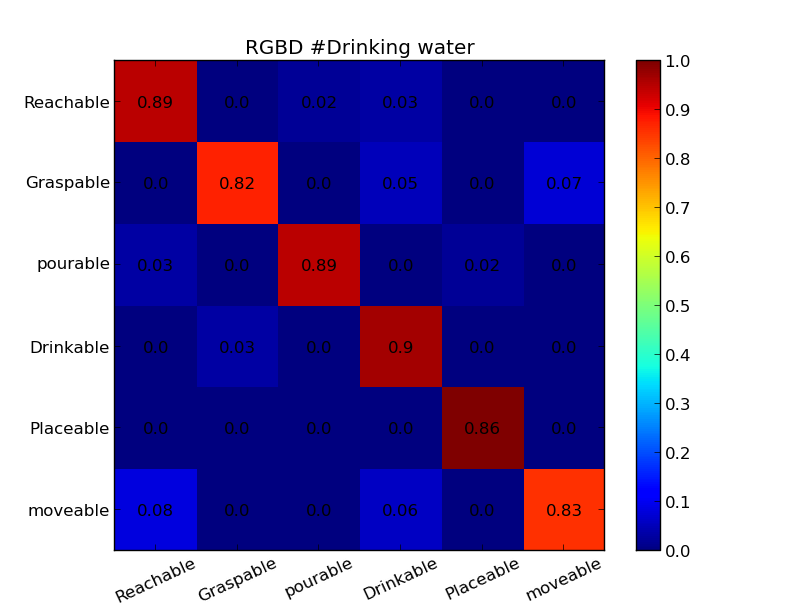 RGBD #Drinking water
Reachable 0.89 0.0 0.02 0.03 0.0 0.0
Graspable 0.0 0.82 0.0 0.05 0.0 0.07
pourable 0.03 0.0 0.89 0.0 0.02 0.0
Drinkable 0.0 0.03 0.0 0.9 0.0 0.0
Placeable 0.0 0.0 0.0 0.0 0.86 0.0
moveable 0.08 0.0 0.0 0.06 0.0 0.83
Reachable Graspable pourable Drinkable Placeable moveable
1.0
0.9
0.8
0.7
0.6
0.5
0.4
0.3
0.2
0.1
0.0